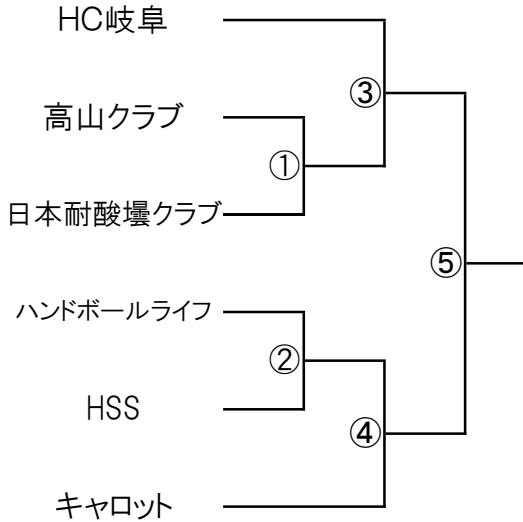 HC岐阜
③
高山クラブ
①
日本耐酸壜クラブ
⑤
ハンドボールライフ
②
HSS
④
キャロット